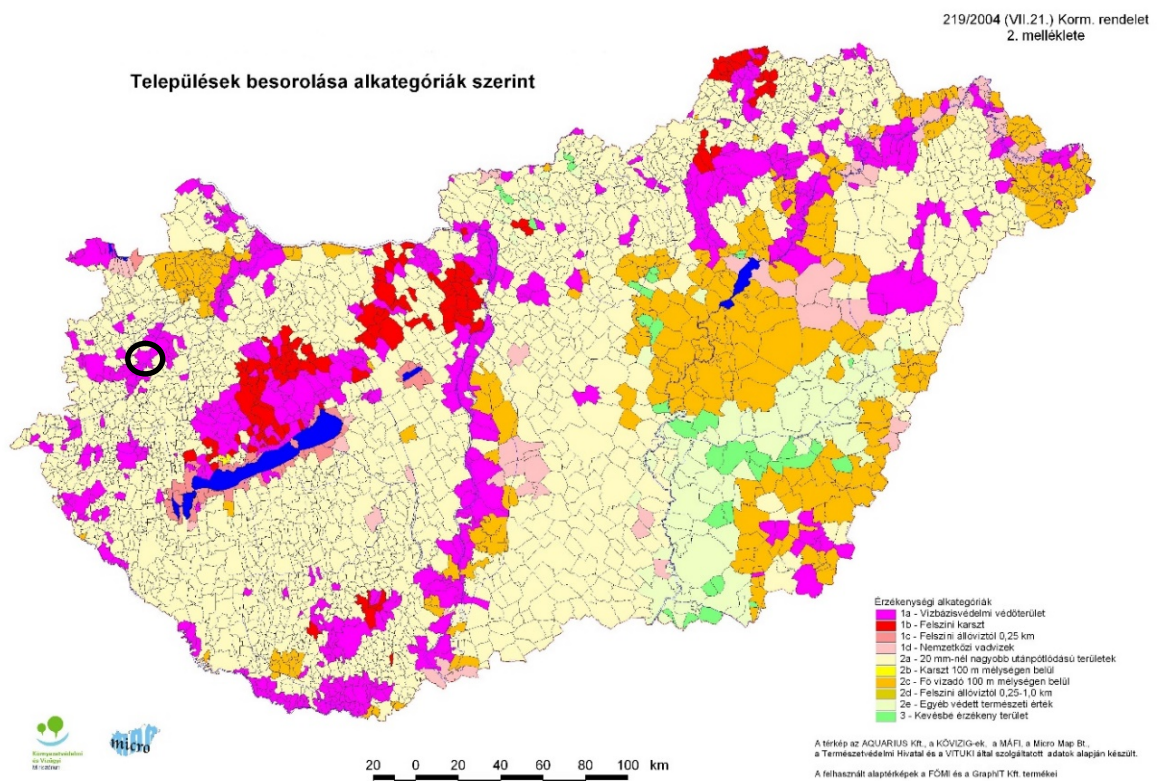 219/2004 (VII.21.) Korm. rendelet
2. melléklete
Települések besorolása alkategóriák szerint
Érzékenységi alkategóriák
1a - Vízbázisvédelmi védőterület
1b - Felszíni karszt
1c - Felszíni állóvíztől 0,25 km
1d - Nemzetközi vadvizek
2a - 20 mm-nél nagyobb utánpótlódású területek
2b - Karszt 100 m mélységen belül
2c - Fő vízadó 100 m mélységen belül
2d - Felszíni állóvíztől 0,25-1,0 km
2e - Egyéb védett természeti érték
3 - Kevésbé érzékeny terület
Környezetvédelmi
és Vízügyi
Minisztérium
map
micro
20 0 20 40 60 80 100 km
A térkép az AQUARIUS Kft., a KÖVIZIG-ek, a MÁFI, a Micro Map Bt.,
a Természetvédelmi Hivatal és a VITUKI által szolgáltatott adatok alapján készült.
A felhasznált alaptérképek a FÖMI és a GraphIT Kft. termékei